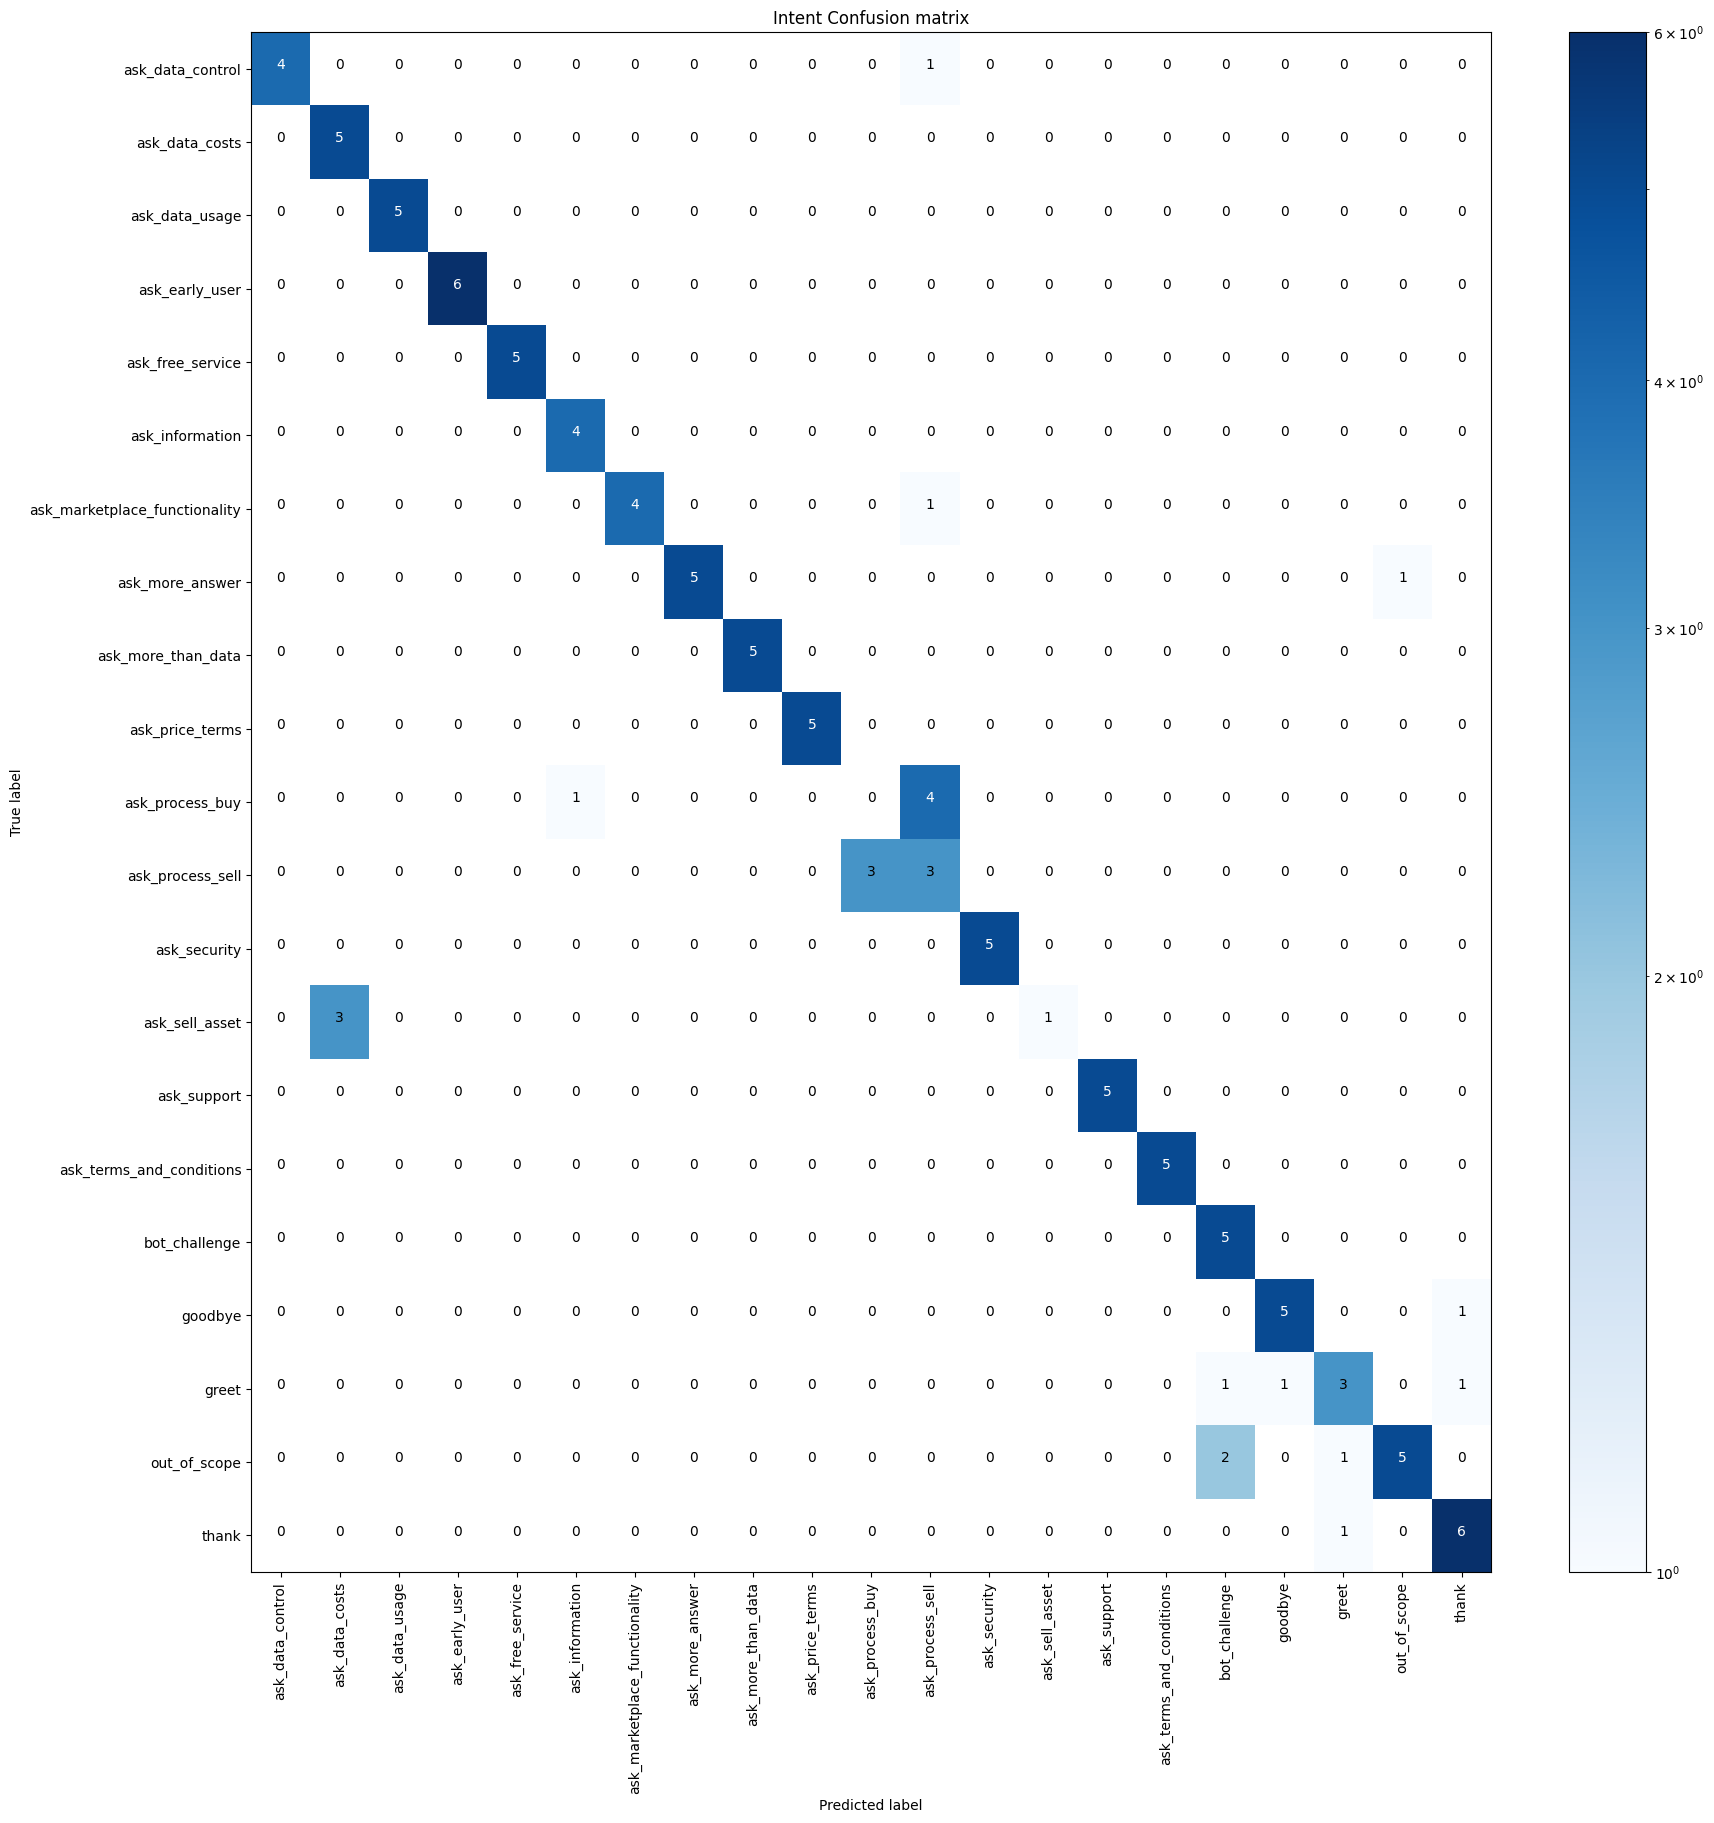 Intent Confusion matrix
ask_data_control 4 0 0 0 0 0 0 0 0 0 0 1 0 0 0 0 0 0 0 0 0
ask_data_costs 0 5 0 0 0 0 0 0 0 0 0 0 0 0 0 0 0 0 0 0 0
ask_data_usage 0 0 5 0 0 0 0 0 0 0 0 0 0 0 0 0 0 0 0 0 0
ask_early_user 0 0 0 6 0 0 0 0 0 0 0 0 0 0 0 0 0 0 0 0 0
ask_free_service 0 0 0 0 5 0 0 0 0 0 0 0 0 0 0 0 0 0 0 0 0
ask_information 0 0 0 0 0 4 0 0 0 0 0 0 0 0 0 0 0 0 0 0 0
ask_marketplace_functionality 0 0 0 0 0 0 4 0 0 0 0 1 0 0 0 0 0 0 0 0 0
ask_more_answer 0 0 0 0 0 0 0 5 0 0 0 0 0 0 0 0 0 0 0 1 0
ask_more_than_data 0 0 0 0 0 0 0 0 5 0 0 0 0 0 0 0 0 0 0 0 0
ask_price_terms 0 0 0 0 0 0 0 0 0 5 0 0 0 0 0 0 0 0 0 0 0
ask_process_buy 0 0 0 0 0 1 0 0 0 0 0 4 0 0 0 0 0 0 0 0 0
ask_process_sell 0 0 0 0 0 0 0 0 0 0 3 3 0 0 0 0 0 0 0 0 0
ask_security 0 0 0 0 0 0 0 0 0 0 0 0 5 0 0 0 0 0 0 0 0
ask_sell_asset 0 3 0 0 0 0 0 0 0 0 0 0 0 1 0 0 0 0 0 0 0
ask_support 0 0 0 0 0 0 0 0 0 0 0 0 0 0 5 0 0 0 0 0 0
ask_terms_and_conditions 0 0 0 0 0 0 0 0 0 0 0 0 0 0 0 5 0 0 0 0 0
bot_challenge 0 0 0 0 0 0 0 0 0 0 0 0 0 0 0 0 5 0 0 0 0
goodbye 0 0 0 0 0 0 0 0 0 0 0 0 0 0 0 0 0 5 0 0 1
greet 0 0 0 0 0 0 0 0 0 0 0 0 0 0 0 0 1 1 3 0 1
out_of_scope 0 0 0 0 0 0 0 0 0 0 0 0 0 0 0 0 2 0 1 5 0
thank 0 0 0 0 0 0 0 0 0 0 0 0 0 0 0 0 0 0 1 0 6
True label
ask_data_control
ask_data_costs
ask_data_usage
ask_early_user
ask_free_service
ask_information
ask_marketplace_functionality
ask_more_answer
ask_more_than_data
ask_price_terms
ask_process_buy
ask_process_sell
ask_security
ask_sell_asset
ask_support
ask_terms_and_conditions
bot_challenge
goodbye
greet
out_of_scope
thank
Predicted label
6 × 10⁰
4 × 10⁰
3 × 10⁰
2 × 10⁰
10⁰